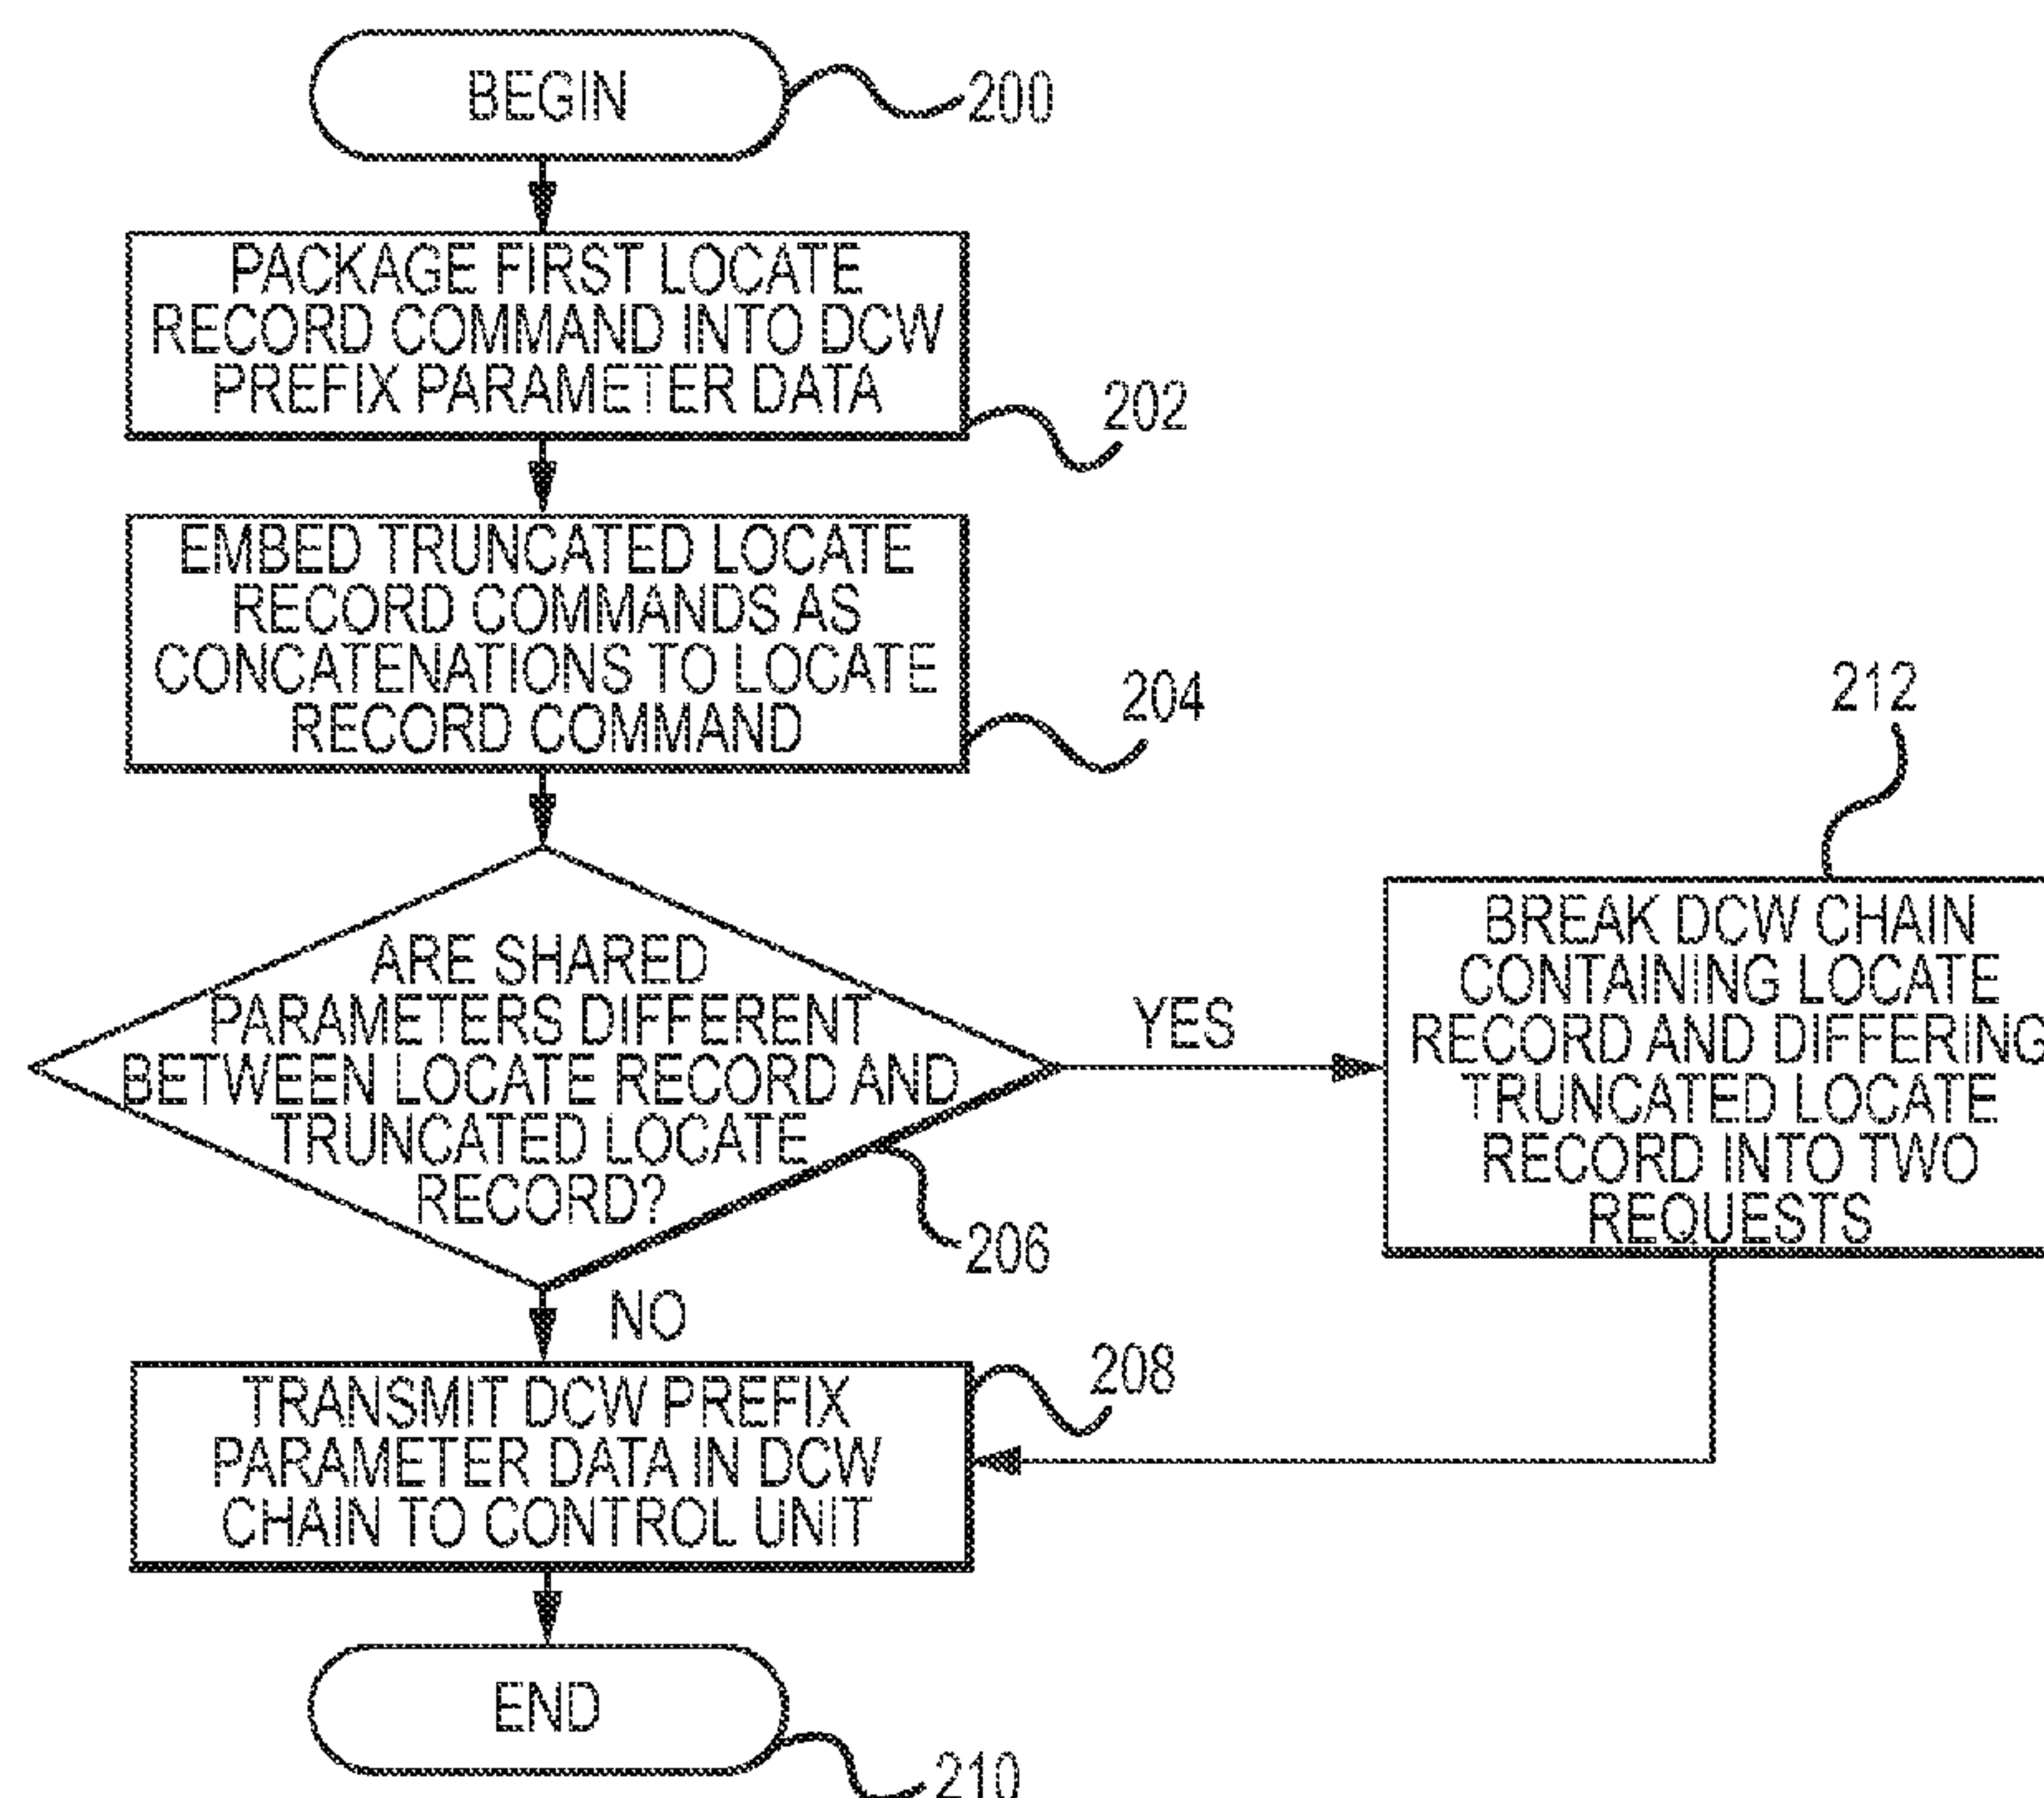 BEGIN
200
PACKAGE FIRST LOCATE
RECORD COMMAND INTO DCW
PREFIX PARAMETER DATA
202
EMBED TRUNCATED LOCATE
RECORD COMMANDS AS
CONCATENATIONS TO LOCATE
RECORD COMMAND
204
ARE SHARED
PARAMETERS DIFFERENT
BETWEEN LOCATE RECORD AND
TRUNCATED LOCATE
RECORD?
206
YES
212
BREAK DCW CHAIN
CONTAINING LOCATE
RECORD AND DIFFERING
TRUNCATED LOCATE
RECORD INTO TWO
REQUESTS
NO
208
TRANSMIT DCW PREFIX
PARAMETER DATA IN DCW
CHAIN TO CONTROL UNIT
END
210